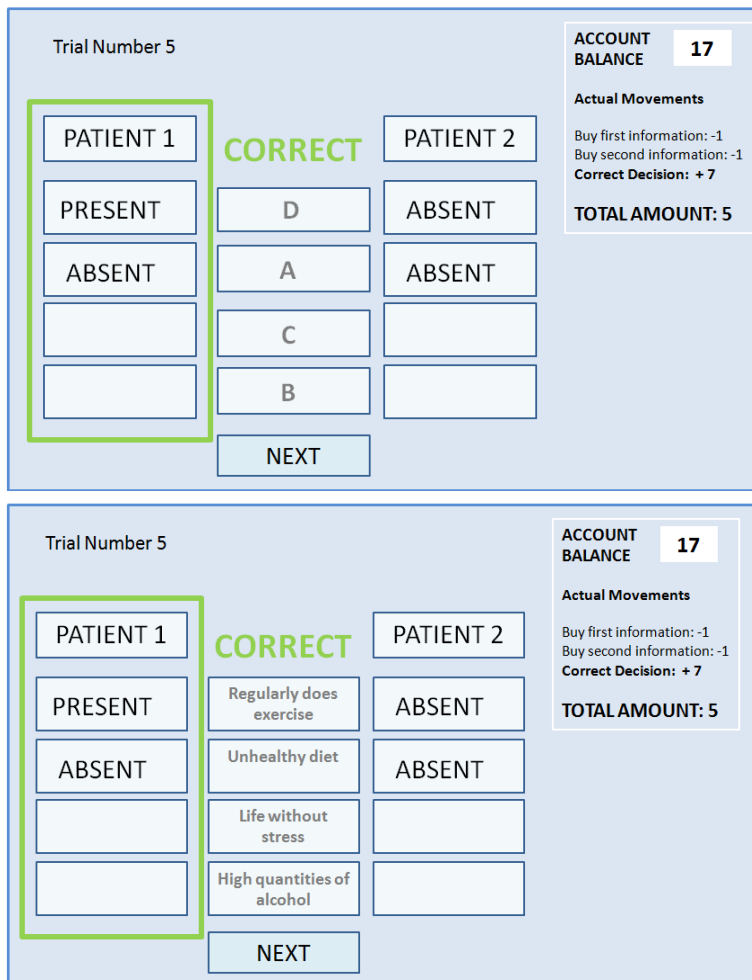 Trial Number 5
ACCOUNT
BALANCE
17
Actual Movements
Buy first information: -1
Buy second information: -1
Correct Decision: + 7
TOTAL AMOUNT: 5
PATIENT 1
CORRECT
PATIENT 2
PRESENT
D
ABSENT
ABSENT
A
ABSENT
C
B
NEXT
Trial Number 5
ACCOUNT
BALANCE
17
Actual Movements
Buy first information: -1
Buy second information: -1
Correct Decision: + 7
TOTAL AMOUNT: 5
PATIENT 1
CORRECT
PATIENT 2
PRESENT
Regularly does
exercise
ABSENT
ABSENT
Unhealthy diet
ABSENT
Life without
stress
High quantities of
alcohol
NEXT